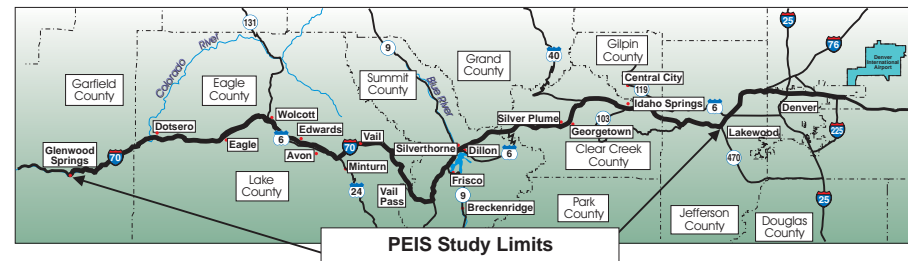 131
25
9
76
Grand
County
40
Gilpin
County
Denver
International
Airport
Colorado River
Eagle
County
Summit
County
Blue River
Central City
119
Garfield
County
Wolcott
Idaho Springs
6
Denver
Dotsero
6
Edwards
Vail
Silver Plume
103
Georgetown
Lakewood
225
Glenwood
Springs
70
Eagle
Avon
70
Silverthorne
Dillon
6
Clear Creek
County
470
Minturn
Lake
County
24
Vail
Pass
Frisco
9
Breckenridge
Park
County
Jefferson
County
Douglas
County
25
PEIS Study Limits